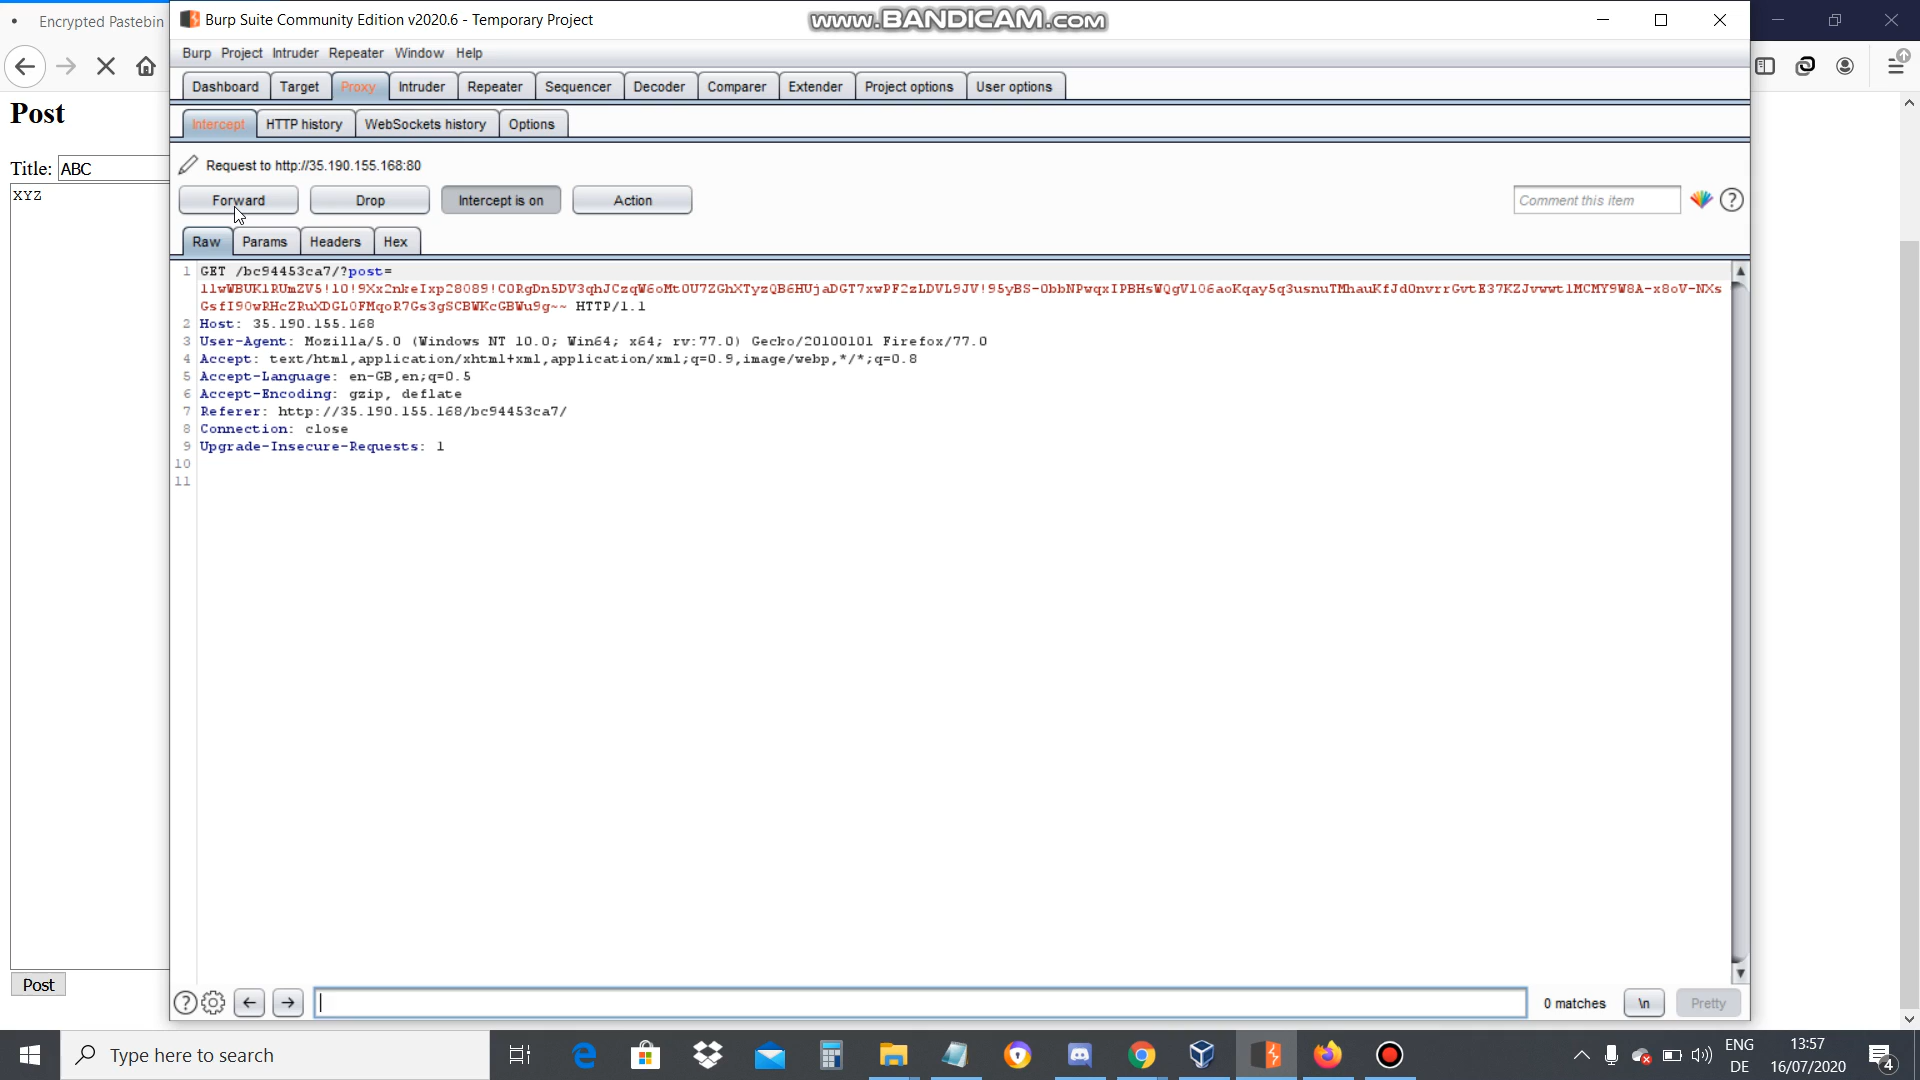 Encrypted Pastebin
Burp Suite Community Edition v2020.6 - Temporary Project
www.BANDICAM.com
Burp Project Intruder Repeater Window Help
Dashboard Target Proxy Intruder Repeater Sequencer Decoder Comparer Extender Project options User options
Post
Intercept HTTP history WebSockets history Options
Request to http://35.190.155.168:80
Title: ABC
XYZ
Forward Drop Intercept is on Action
Comment this item
Raw Params Headers Hex
1 GET /bc94453ca7/?post=
HTTP/1.1
2 Host: 35.190.155.168
3 User-Agent: Mozilla/5.0 (Windows NT 10.0; Win64; x64; rv:77.0) Gecko/20100101 Firefox/77.0
4 Accept: text/html,application/xhtml+xml,application/xml;q=0.9,image/webp,*/*;q=0.8
5 Accept-Language: en-GB,en;q=0.5
6 Accept-Encoding: gzip, deflate
7 Referer: http://35.190.155.168/bc94453ca7/
8 Connection: close
9 Upgrade-Insecure-Requests: 1
10
11
Post
0 matches
\n
Pretty
Type here to search
ENG
DE
13:57
16/07/2020
4